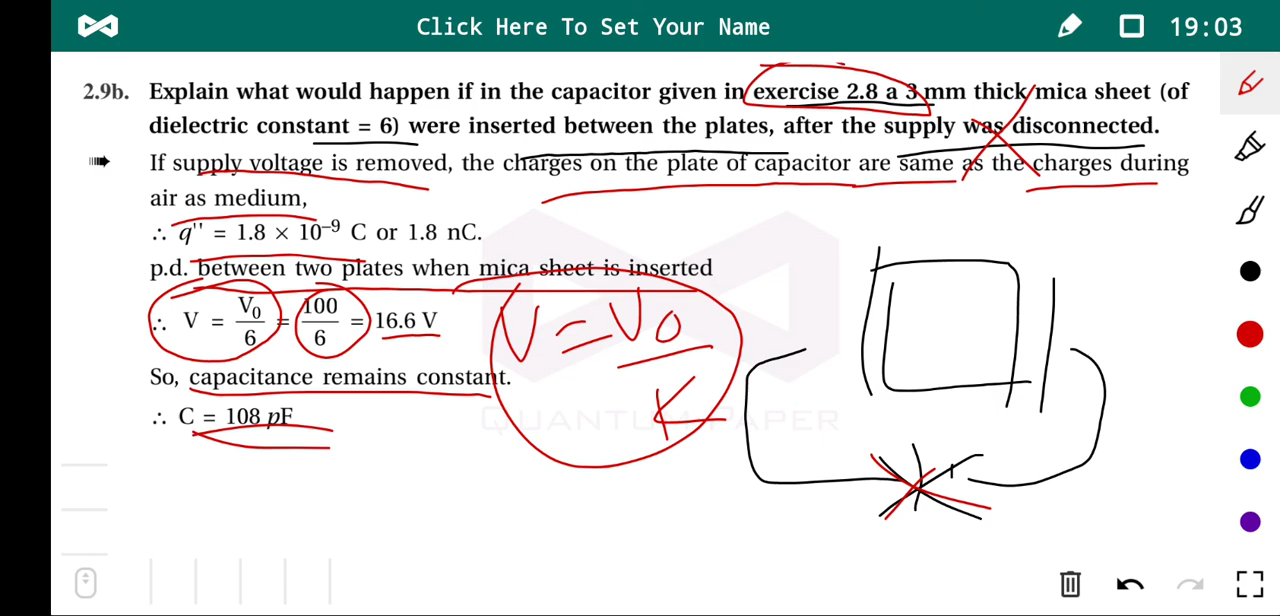 Click Here To Set Your Name
19:03
2.9b. Explain what would happen if in the capacitor given in exercise 2.8 a 3 mm thick mica sheet (of
dielectric constant = 6) were inserted between the plates, after the supply was disconnected.
➠ If supply voltage is removed, the charges on the plate of capacitor are same as the charges during
air as medium,
∴ q'' = 1.8 × 10⁻⁹ C or 1.8 nC.
p.d. between two plates when mica sheet is inserted
∴ V = V₀/6 = 100/6 = 16.6 V
V = V₀/K
So, capacitance remains constant.
∴ C = 108 pF
QUANTUM PAPER